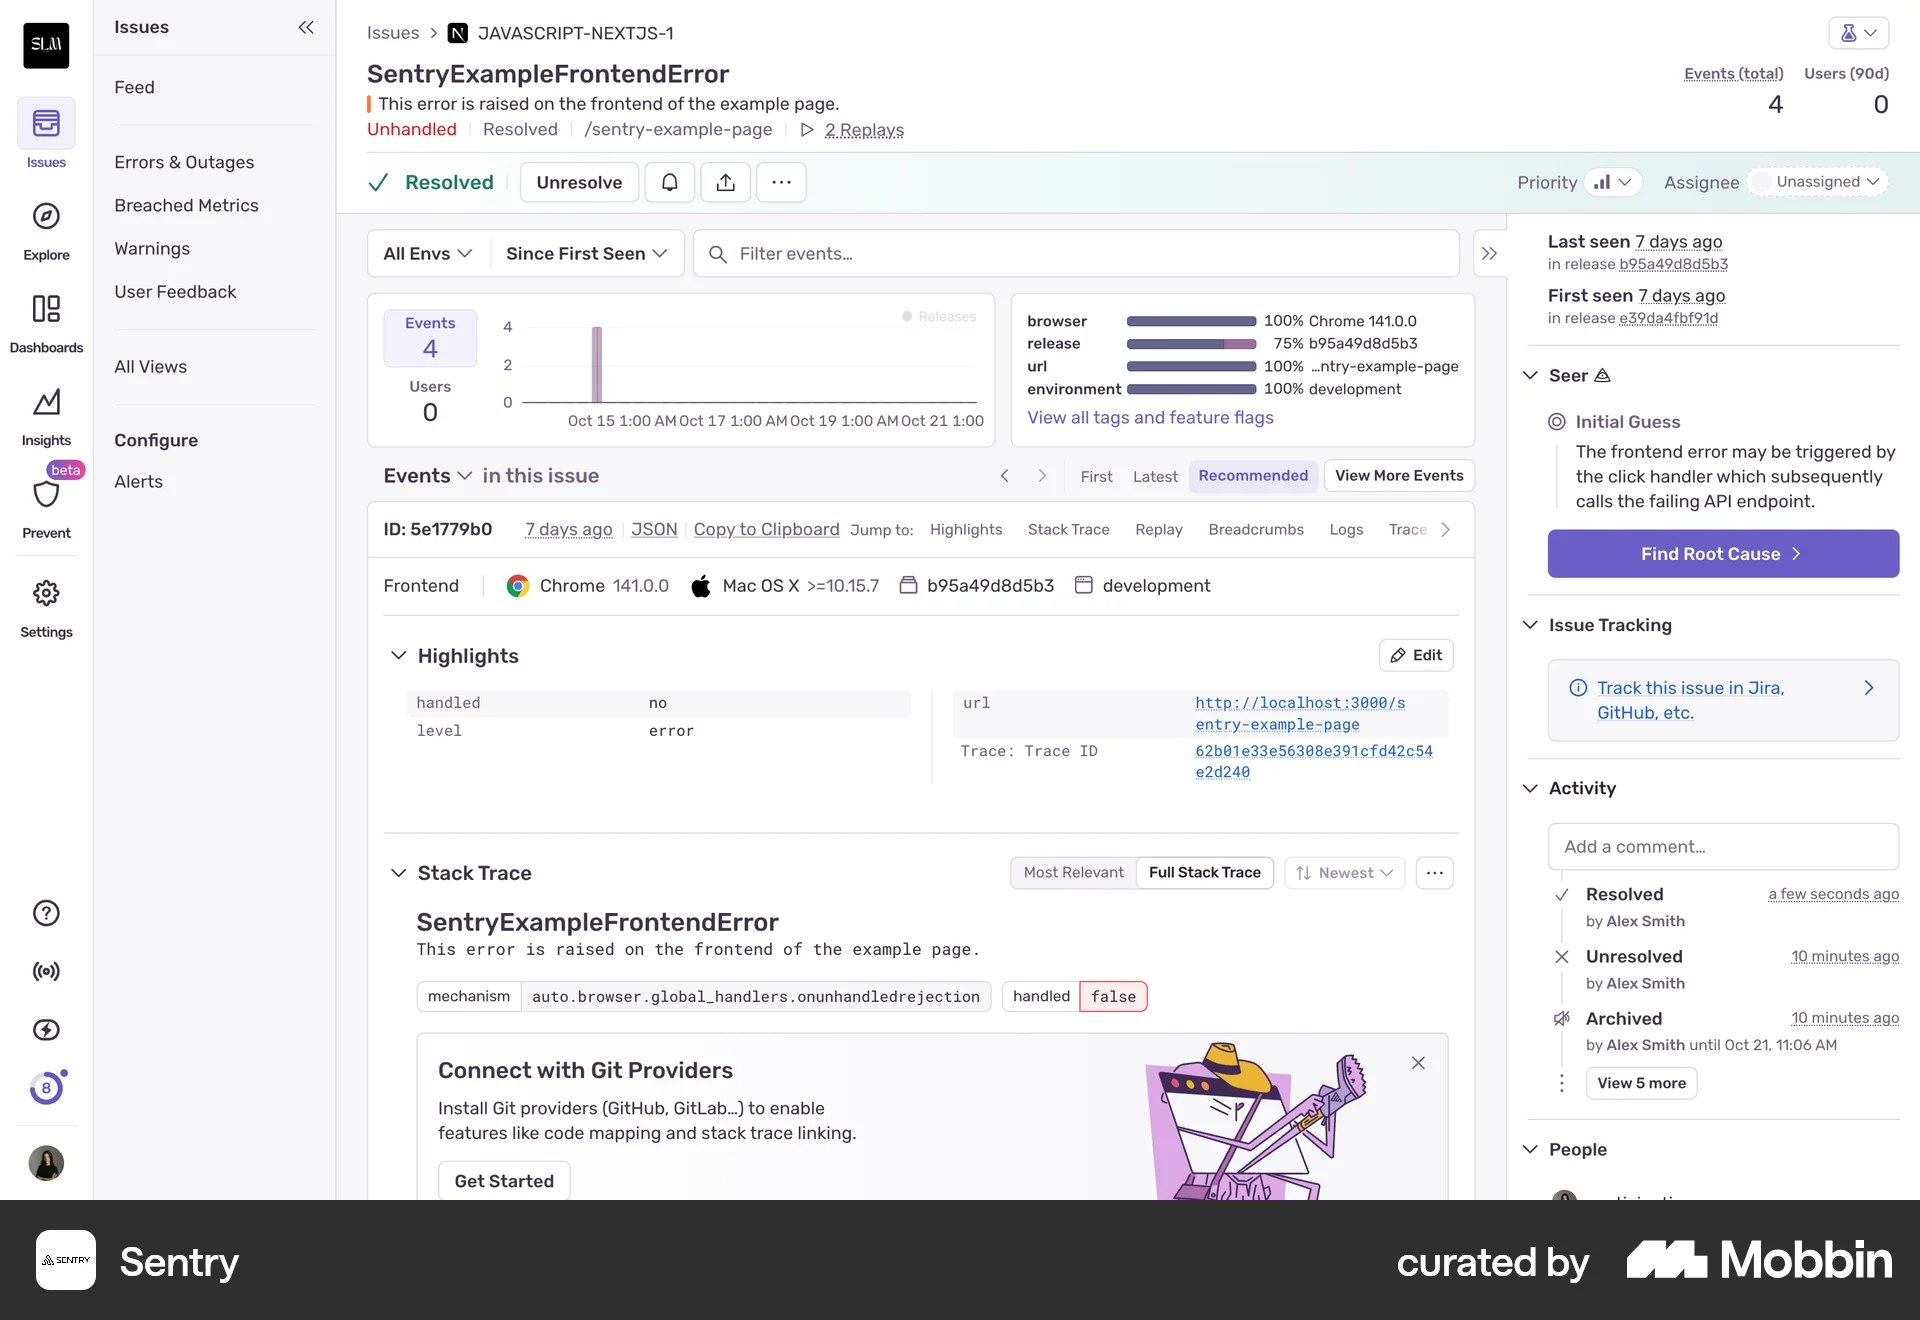 SLM
Issues
Explore
Dashboards
Insights
beta
Prevent
Settings
8
Issues
Feed
Errors & Outages
Breached Metrics
Warnings
User Feedback
All Views
Configure
Alerts
Issues > N JAVASCRIPT-NEXTJS-1
SentryExampleFrontendError
This error is raised on the frontend of the example page.
Unhandled Resolved /sentry-example-page 2 Replays
Events (total) Users (90d)
4 0
Resolved Unresolve ...
Priority Assignee Unassigned
All Envs Since First Seen Filter events…
Events
4
Users
0
Releases
4
2
0
Oct 15 1:00 AM Oct 17 1:00 AM Oct 19 1:00 AM Oct 21 1:00
browser 100% Chrome 141.0.0
release 75% b95a49d8d5b3
url 100% …ntry-example-page
environment 100% development
View all tags and feature flags
Events in this issue First Latest Recommended View More Events
ID: 5e1779b0 7 days ago JSON Copy to Clipboard Jump to: Highlights Stack Trace Replay Breadcrumbs Logs Trace
Frontend Chrome 141.0.0 Mac OS X >=10.15.7 b95a49d8d5b3 development
Highlights Edit
handled no
level error
url http://localhost:3000/s
entry-example-page
Trace: Trace ID 62b01e33e56308e391cfd42c54
e2d240
Stack Trace Most Relevant Full Stack Trace Newest ...
SentryExampleFrontendError
This error is raised on the frontend of the example page.
mechanism auto.browser.global_handlers.onunhandledrejection handled false
Connect with Git Providers
Install Git providers (GitHub, GitLab…) to enable
features like code mapping and stack trace linking.
Get Started
Last seen 7 days ago
in release b95a49d8d5b3
First seen 7 days ago
in release e39da4fbf91d
Seer
Initial Guess
The frontend error may be triggered by
the click handler which subsequently
calls the failing API endpoint.
Find Root Cause
Issue Tracking
Track this issue in Jira,
GitHub, etc.
Activity
Add a comment…
Resolved a few seconds ago
by Alex Smith
Unresolved 10 minutes ago
by Alex Smith
Archived 10 minutes ago
by Alex Smith until Oct 21, 11:06 AM
View 5 more
People
SENTRY Sentry
curated by Mobbin